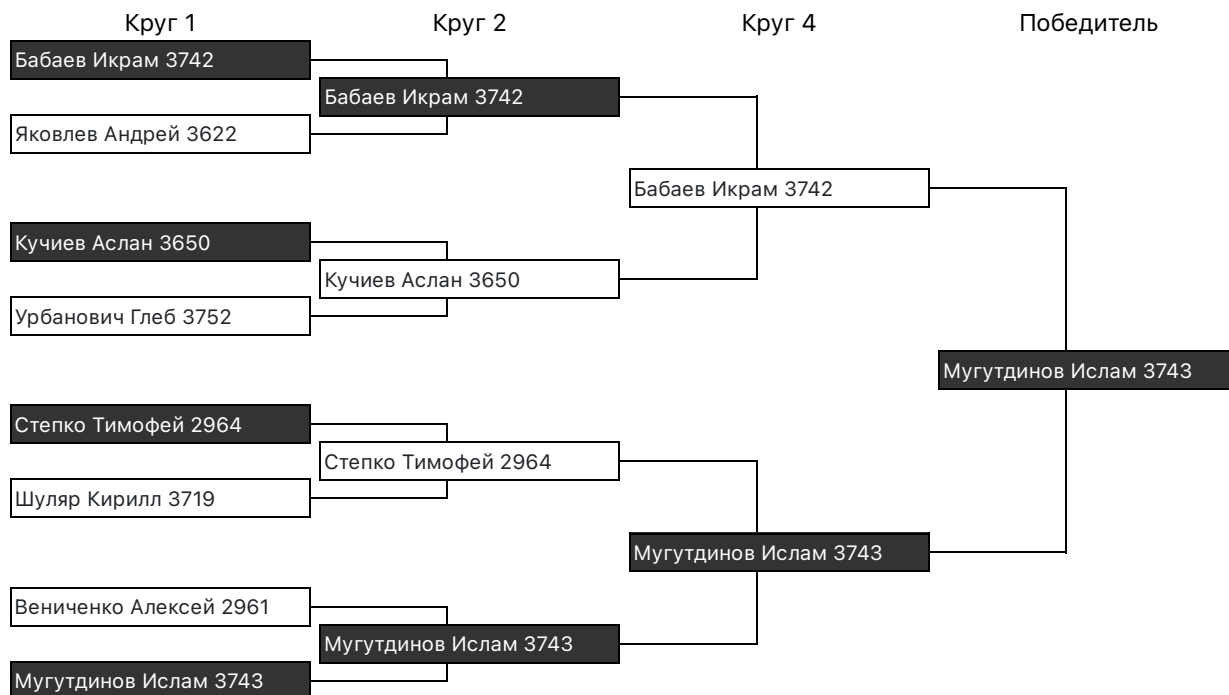 Круг 1
Круг 2
Круг 4
Победитель
Бабаев Икрам 3742
Бабаев Икрам 3742
Яковлев Андрей 3622
Бабаев Икрам 3742
Кучиев Аслан 3650
Кучиев Аслан 3650
Урбанович Глеб 3752
Мугутдинов Ислам 3743
Степко Тимофей 2964
Степко Тимофей 2964
Шуляр Кирилл 3719
Мугутдинов Ислам 3743
Вениченко Алексей 2961
Мугутдинов Ислам 3743
Мугутдинов Ислам 3743